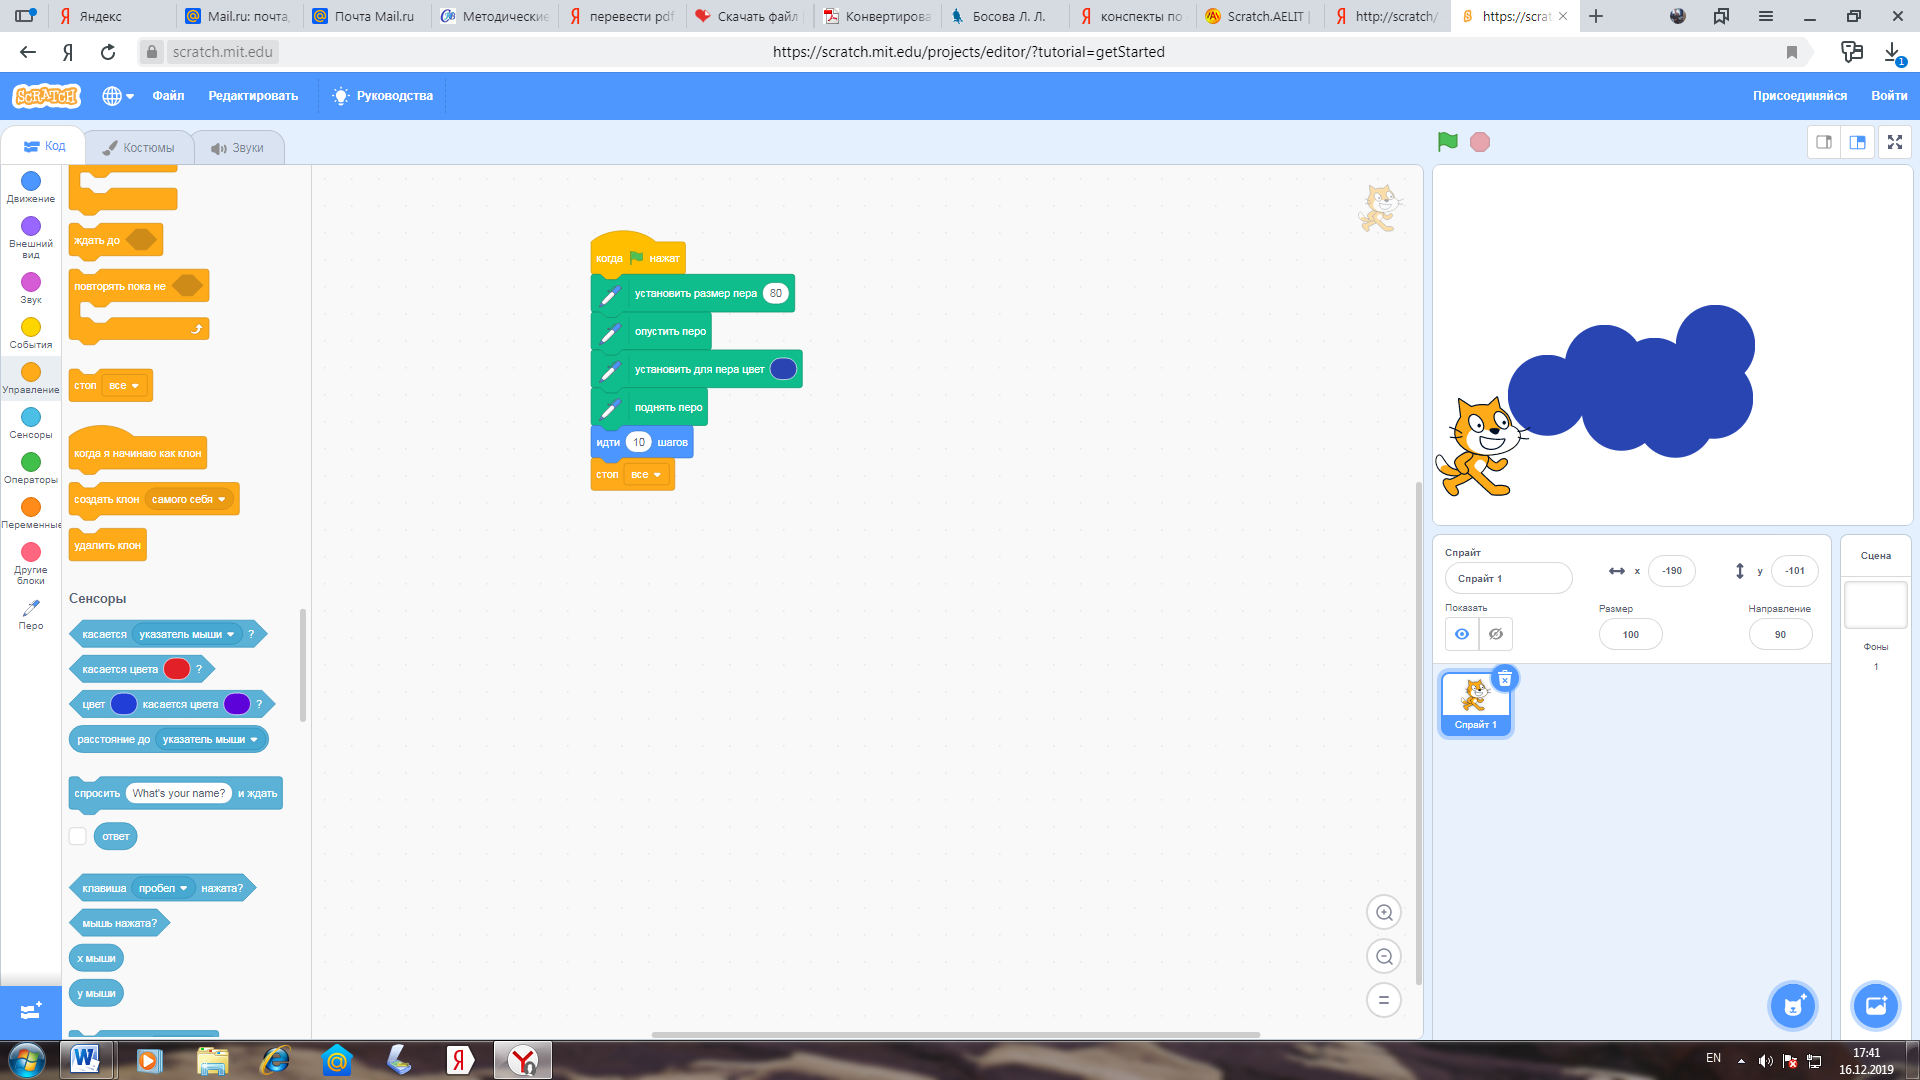 Яндекс
Mail.ru: почта,
Почта Mail.ru
Методические
перевести pdf
Скачать файл
Конвертирова
Босова Л. Л.
конспекты по
Scratch.AELIT |
http://scratch/
https://scrat
scratch.mit.edu
https://scratch.mit.edu/projects/editor/?tutorial=getStarted
1
SCRATCH
Файл
Редактировать
Руководства
Присоединяйся
Войти
Код
Костюмы
Звуки
Движение
Внешний
вид
Звук
События
Управление
Сенсоры
Операторы
Переменные
Другие
блоки
Перо
ждать до
повторять пока не
стоп все
когда я начинаю как клон
создать клон самого себя
удалить клон
Сенсоры
касается указатель мыши ?
касается цвета ?
цвет касается цвета ?
расстояние до указатель мыши
спросить What's your name? и ждать
ответ
клавиша пробел нажата?
мышь нажата?
x мыши
y мыши
когда нажат
установить размер пера 80
опустить перо
установить для пера цвет
поднять перо
идти 10 шагов
стоп все
Спрайт
Спрайт 1
x -190
y -101
Показать
Размер
100
Направление
90
Спрайт 1
Сцена
Фоны
1
EN
17:41
16.12.2019